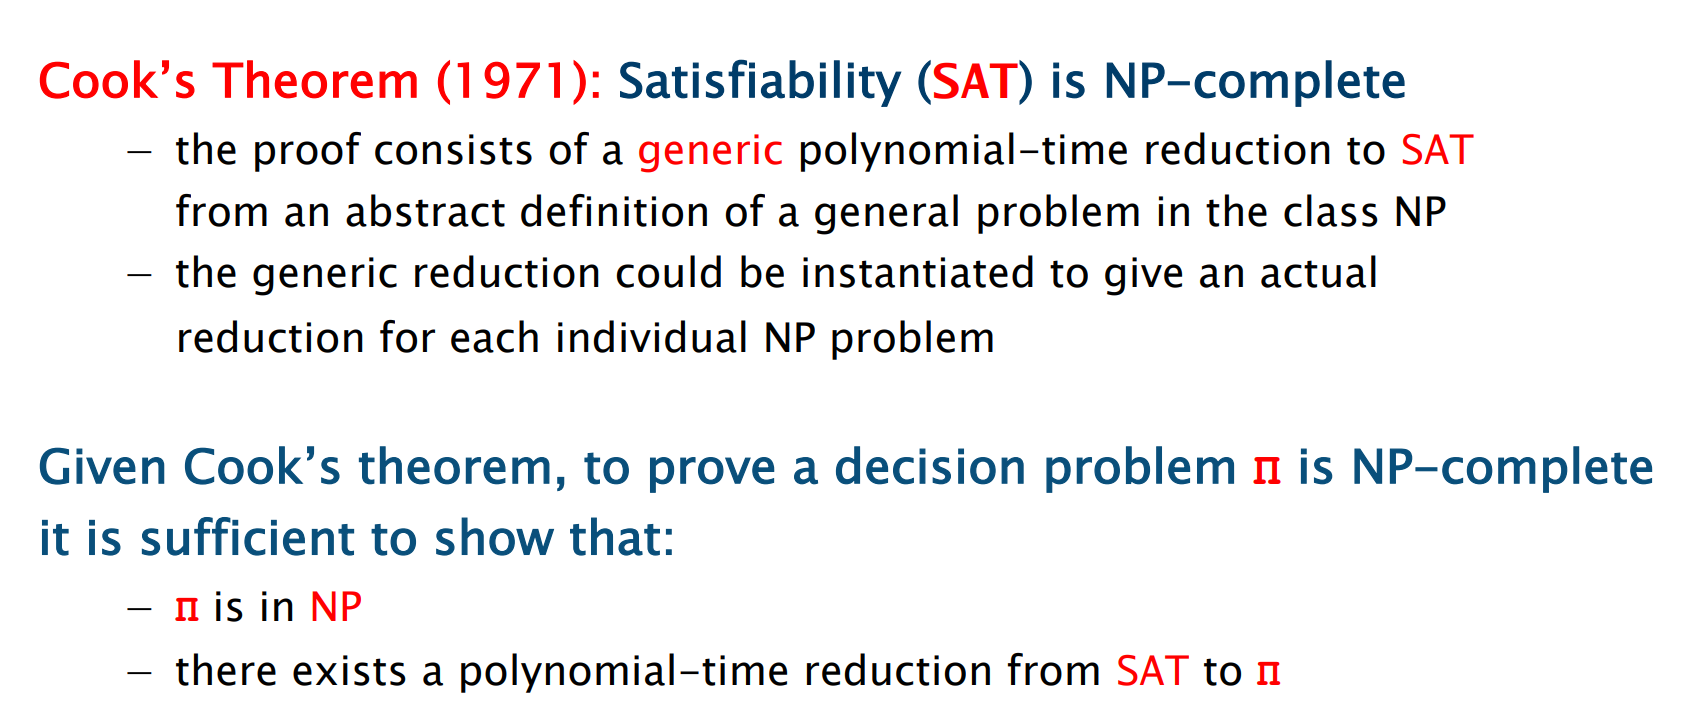 Cook’s Theorem (1971): Satisfiability (SAT) is NP–complete
– the proof consists of a generic polynomial–time reduction to SAT
from an abstract definition of a general problem in the class NP
– the generic reduction could be instantiated to give an actual
reduction for each individual NP problem
Given Cook’s theorem, to prove a decision problem Π is NP–complete
it is sufficient to show that:
– Π is in NP
– there exists a polynomial–time reduction from SAT to Π